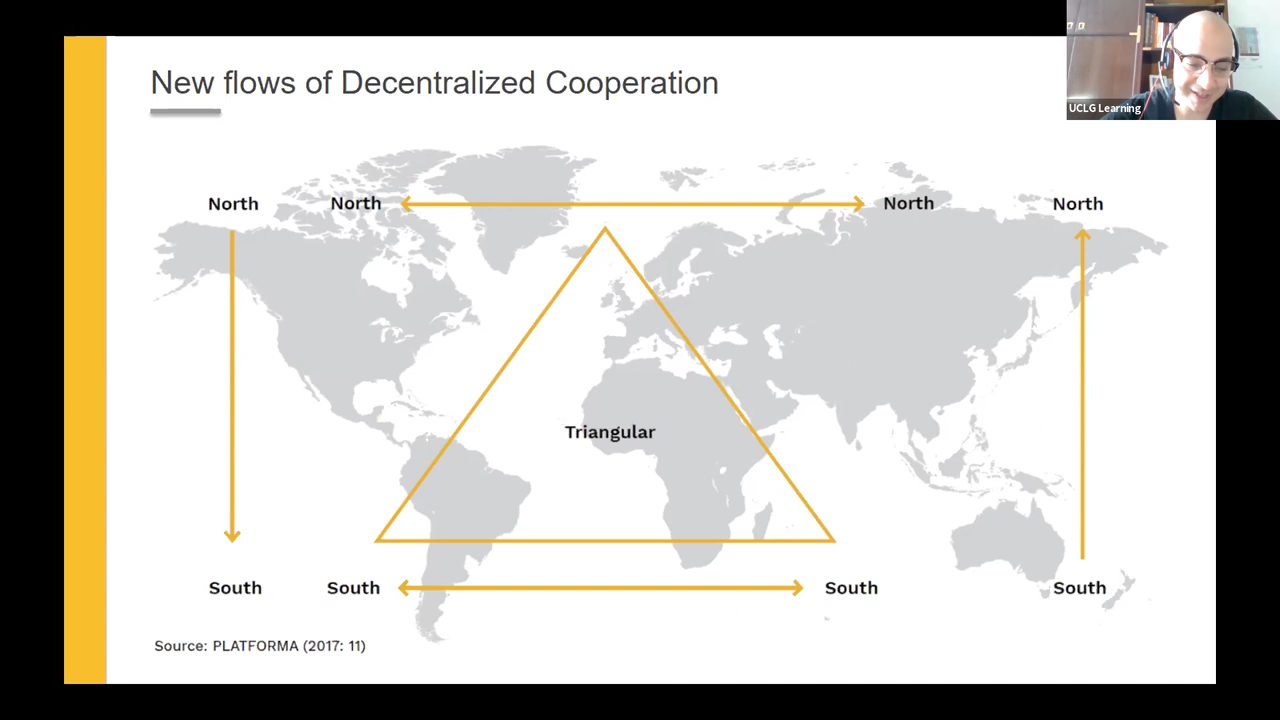 New flows of Decentralized Cooperation
UCLG Learning
North North North North
Triangular
South South South South
Source: PLATFORMA (2017: 11)